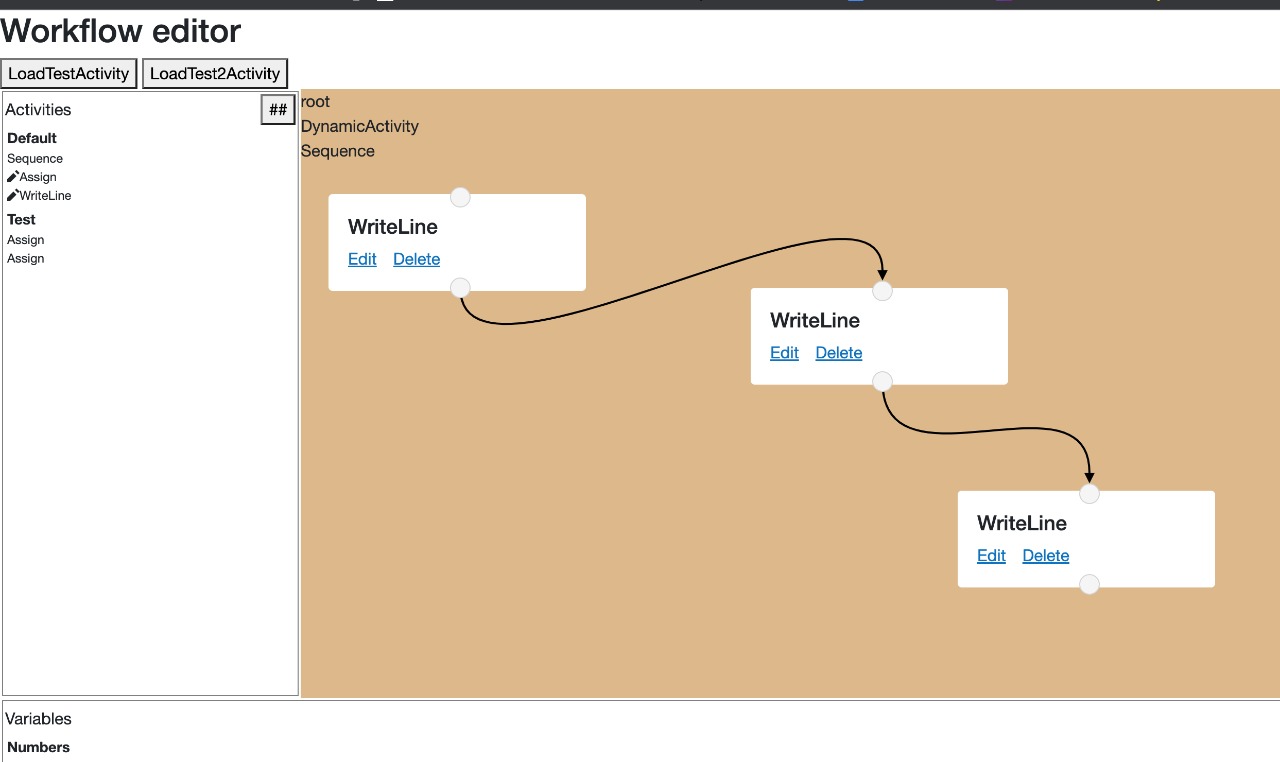 Workflow editor
LoadTestActivity LoadTest2Activity
Activities ##
Default
Sequence
Assign
WriteLine
Test
Assign
Assign
root
DynamicActivity
Sequence
WriteLine
Edit Delete
WriteLine
Edit Delete
WriteLine
Edit Delete
Variables
Numbers